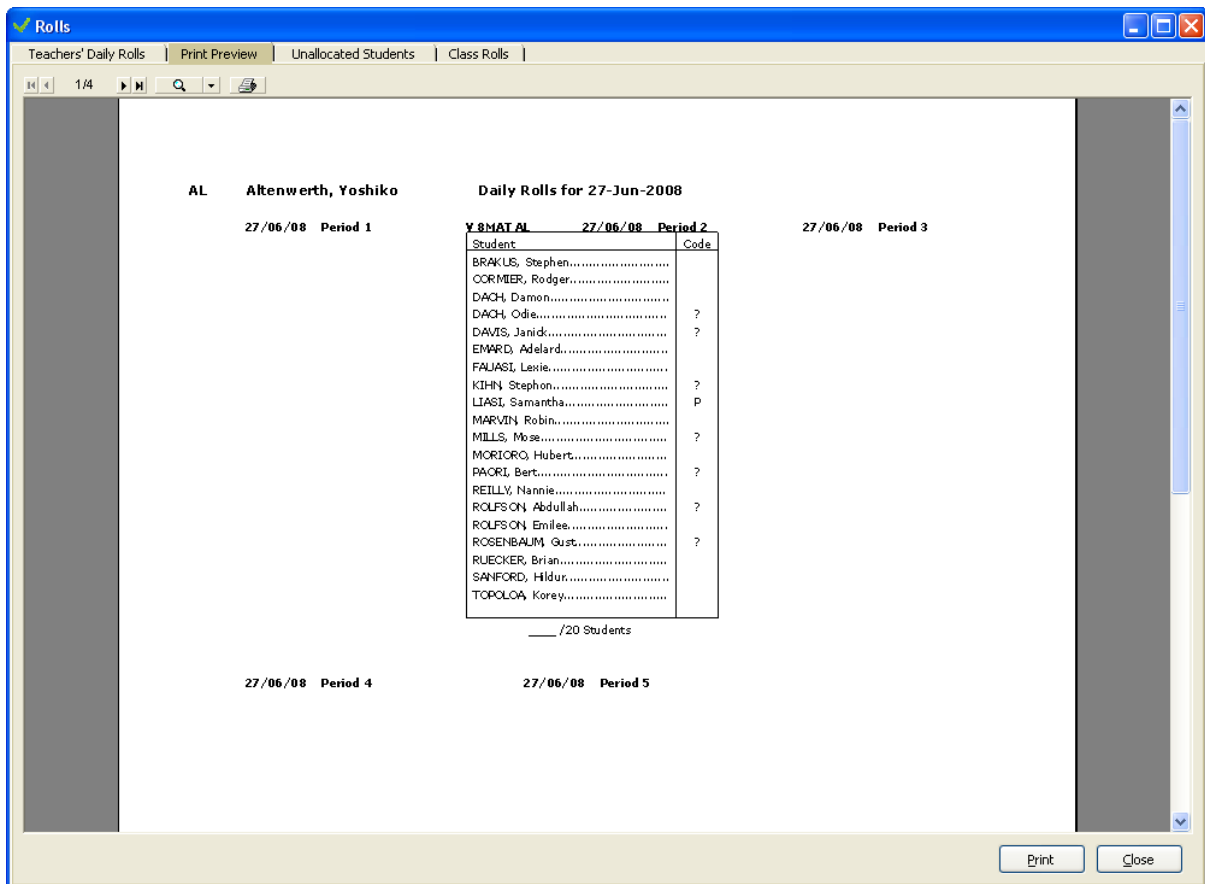 Rolls
Teachers' Daily Rolls Print Preview Unallocated Students Class Rolls
1/4
AL Altenwerth, Yoshiko Daily Rolls for 27-Jun-2008
27/06/08 Period 1 Y 8MAT AL 27/06/08 Period 2 27/06/08 Period 3
Student Code
BRAKUS, Stephen..........................
CORMIER, Rodger.........................
DACH, Damon..............................
DACH, Odie................................. ?
DAVIS, Janick.............................. ?
EMARD, Adelard...........................
FAUASI, Lexie..............................
KIHN, Stephon............................. ?
LIASI, Samantha.......................... P
MARVIN, Robin.............................
MILLS, Mose................................ ?
MORIORO, Hubert........................
PAORI, Bert................................. ?
REILLY, Nannie............................
ROLFSON, Abdullah...................... ?
ROLFSON, Emilee.........................
ROSENBAUM, Gust....................... ?
RUECKER, Brian...........................
SANFORD, Hildur..........................
TOPOLOA, Korey..........................
____ /20 Students
27/06/08 Period 4 27/06/08 Period 5
Print Close